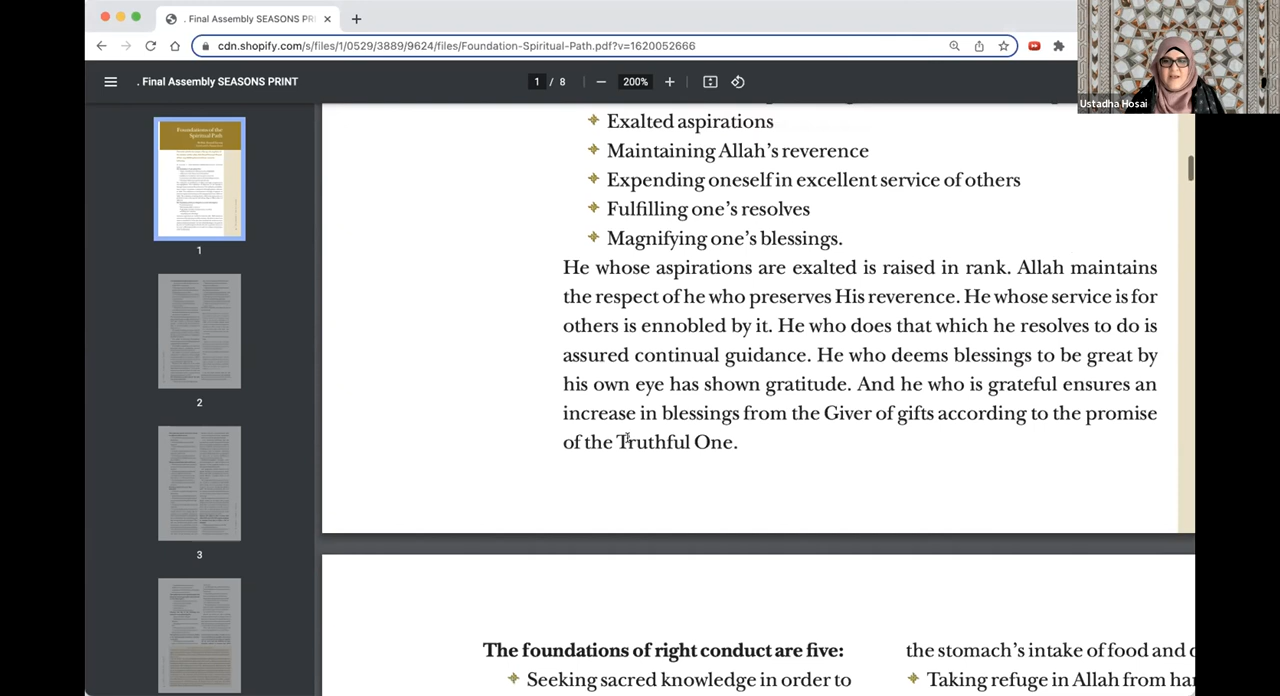 . Final Assembly SEASONS PR
cdn.shopify.com/s/files/1/0529/3889/9624/files/Foundation-Spiritual-Path.pdf?v=1620052666
. Final Assembly SEASONS PRINT
1 / 8
200%
Ustadha Hosai
Foundations of the
Spiritual Path
1
2
3
Exalted aspirations
Maintaining Allah's reverence
Expending oneself in excellent service of others
Fulfilling one's resolves
Magnifying one's blessings.
He whose aspirations are exalted is raised in rank. Allah maintains
the respect of he who preserves His reverence. He whose service is for
others is ennobled by it. He who does that which he resolves to do is
assured continual guidance. He who deems blessings to be great by
his own eye has shown gratitude. And he who is grateful ensures an
increase in blessings from the Giver of gifts according to the promise
of the Truthful One.
The foundations of right conduct are five:
Seeking sacred knowledge in order to
the stomach's intake of food and
Taking refuge in Allah from